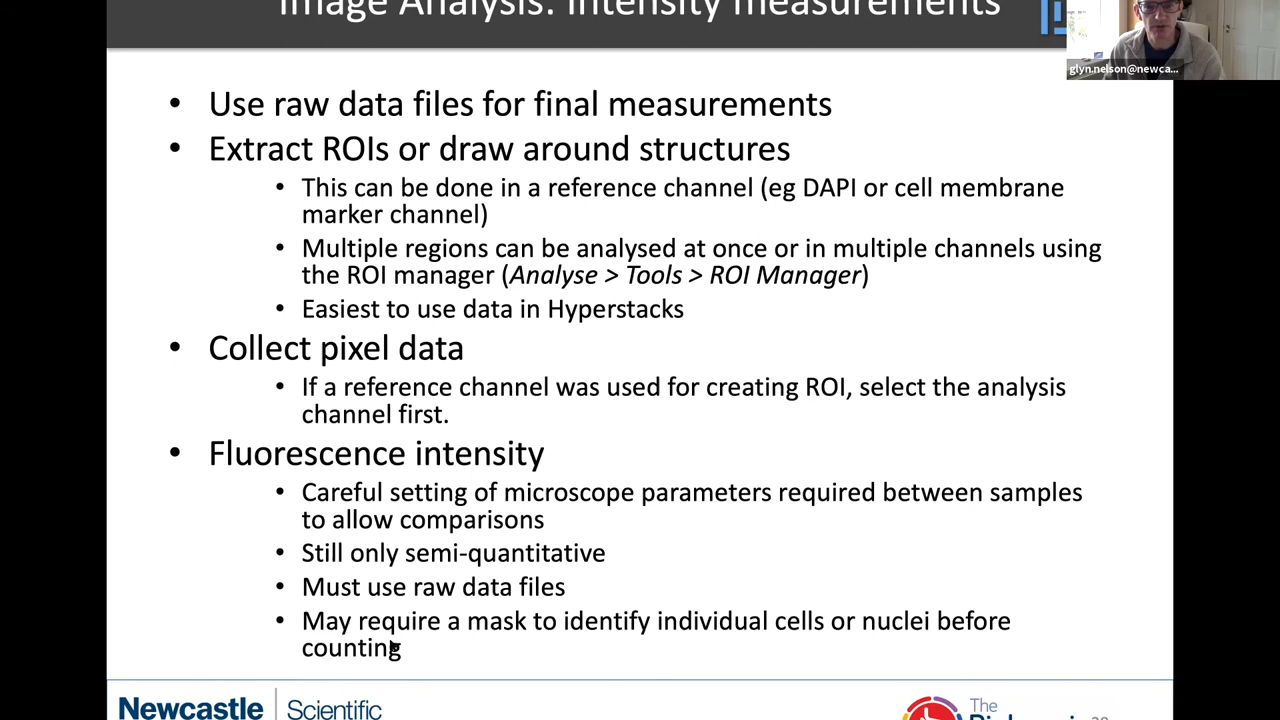 Image Analysis: Intensity measurements
glyn.nelson@newca...
• Use raw data files for final measurements
• Extract ROIs or draw around structures
• This can be done in a reference channel (eg DAPI or cell membrane
marker channel)
• Multiple regions can be analysed at once or in multiple channels using
the ROI manager (Analyse > Tools > ROI Manager)
• Easiest to use data in Hyperstacks
• Collect pixel data
• If a reference channel was used for creating ROI, select the analysis
channel first.
• Fluorescence intensity
• Careful setting of microscope parameters required between samples
to allow comparisons
• Still only semi-quantitative
• Must use raw data files
• May require a mask to identify individual cells or nuclei before
counting
Newcastle
Scientific
The